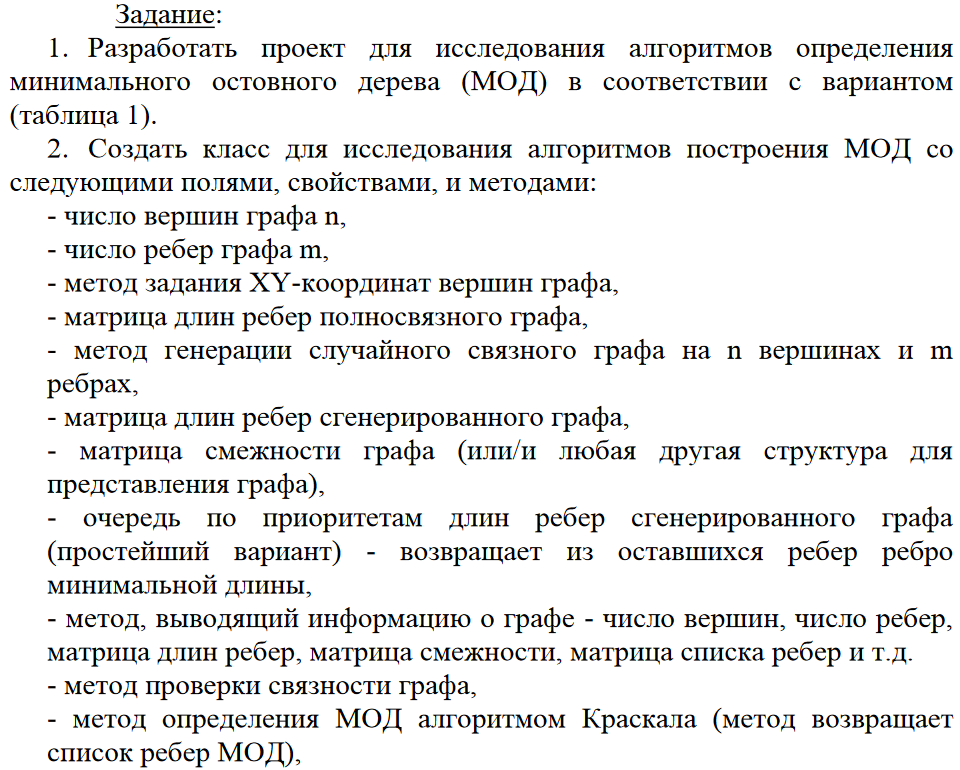 Задание:
1. Разработать проект для исследования алгоритмов определения
минимального остовного дерева (МОД) в соответствии с вариантом
(таблица 1).
2. Создать класс для исследования алгоритмов построения МОД со
следующими полями, свойствами, и методами:
- число вершин графа n,
- число ребер графа m,
- метод задания XY-координат вершин графа,
- матрица длин ребер полносвязного графа,
- метод генерации случайного связного графа на n вершинах и m
ребрах,
- матрица длин ребер сгенерированного графа,
- матрица смежности графа (или/и любая другая структура для
представления графа),
- очередь по приоритетам длин ребер сгенерированного графа
(простейший вариант) - возвращает из оставшихся ребер ребро
минимальной длины,
- метод, выводящий информацию о графе - число вершин, число ребер,
матрица длин ребер, матрица смежности, матрица списка ребер и т.д.
- метод проверки связности графа,
- метод определения МОД алгоритмом Краскала (метод возвращает
список ребер МОД),